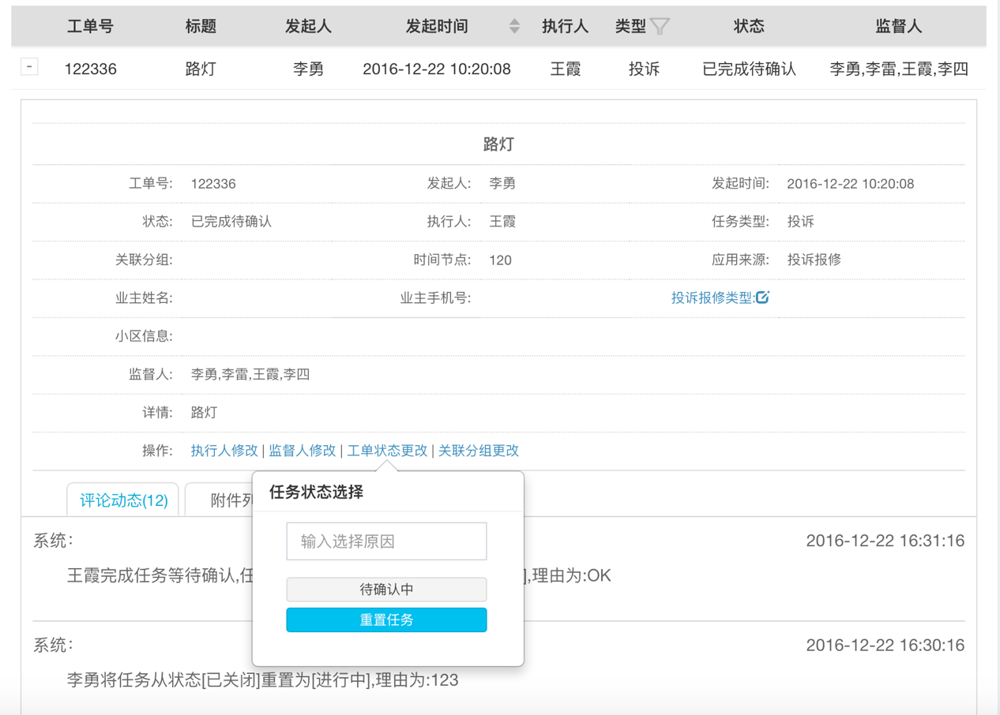 工单号 标题 发起人 发起时间 执行人 类型 状态 监督人
- 122336 路灯 李勇 2016-12-22 10:20:08 王霞 投诉 已完成待确认 李勇,李雷,王霞,李四
路灯
工单号: 122336 发起人: 李勇 发起时间: 2016-12-22 10:20:08
状态: 已完成待确认 执行人: 王霞 任务类型: 投诉
关联分组: 时间节点: 120 应用来源: 投诉报修
业主姓名: 业主手机号: 投诉报修类型:
小区信息:
监督人: 李勇,李雷,王霞,李四
详情: 路灯
操作: 执行人修改 | 监督人修改 | 工单状态更改 | 关联分组更改
评论动态(12) 附件列
任务状态选择
输入选择原因
待确认中
重置任务
系统: 2016-12-22 16:31:16
王霞完成任务等待确认,任 ],理由为:OK
系统: 2016-12-22 16:30:16
李勇将任务从状态[已关闭]重置为[进行中],理由为:123